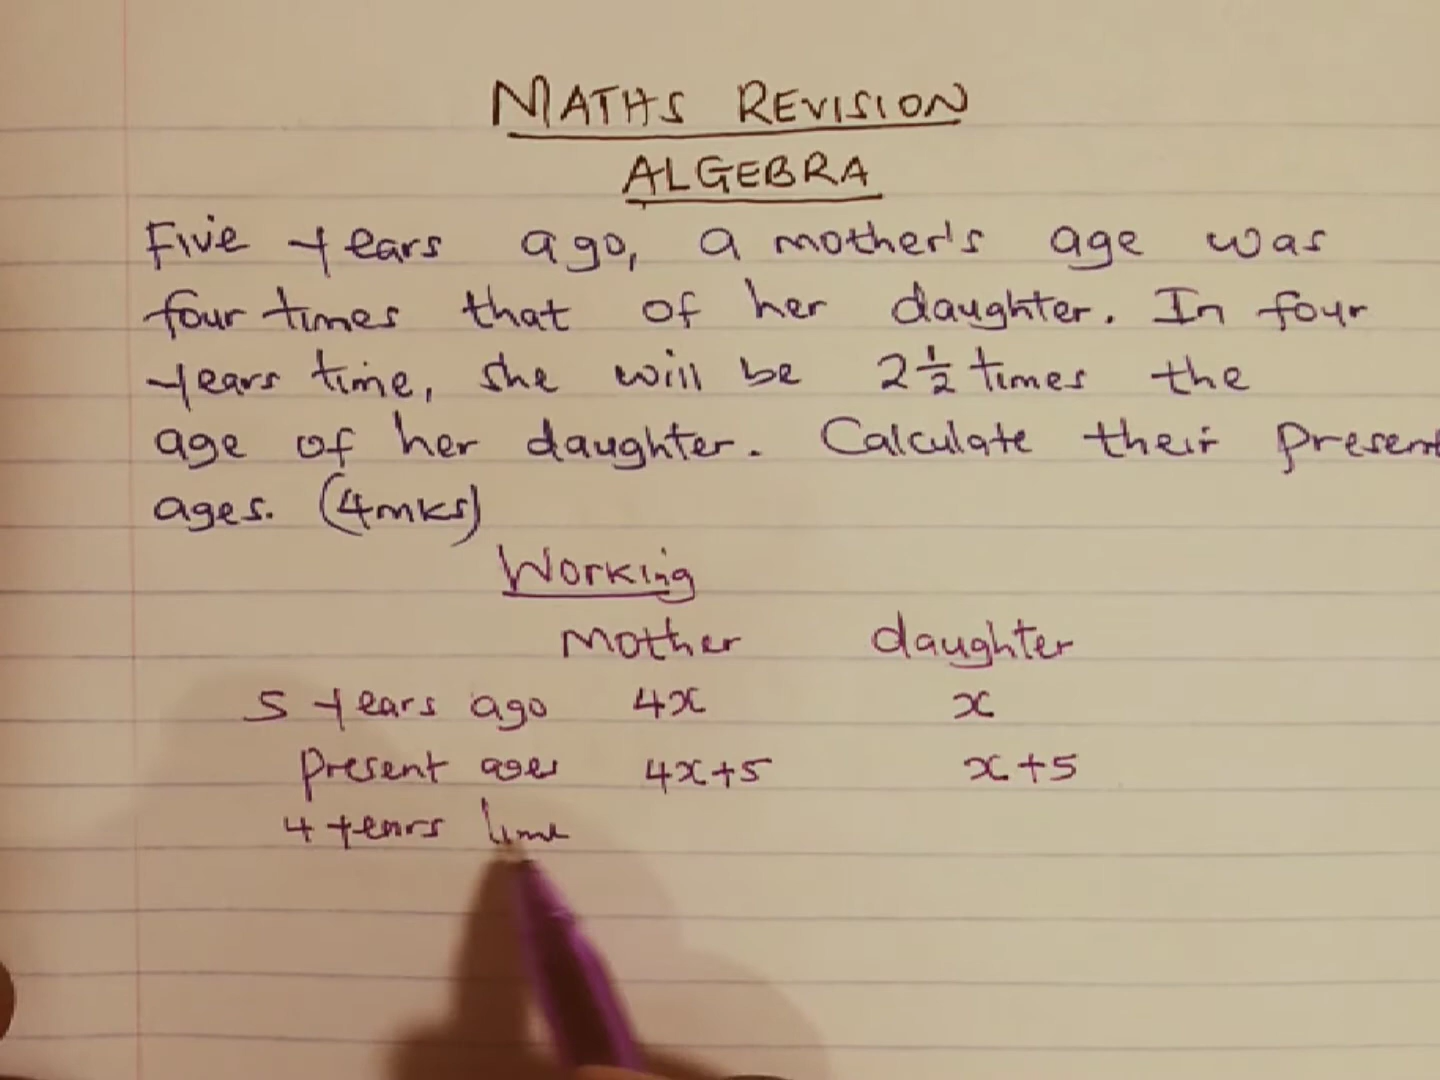 MATHS REVISION
ALGEBRA
Five years ago, a mother's age was
four times that of her daughter. In four
years time, she will be 2½ times the
age of her daughter. Calculate their present
ages. (4mks)
Working
Mother daughter
5 years ago 4x x
Present ages 4x+5 x+5
4 years time